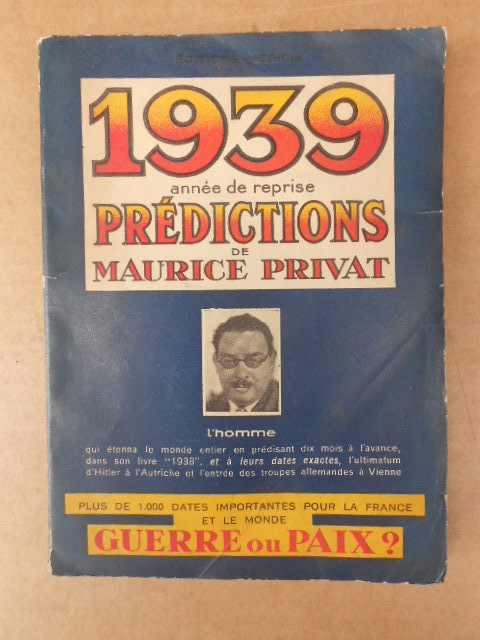 ÉDITIONS MÉDICIS
1939
année de reprise
PRÉDICTIONS
DE
MAURICE PRIVAT
l'homme
qui étonna le monde entier en prédisant dix mois à l'avance,
dans son livre "1938", et à leurs dates exactes, l'ultimatum
d'Hitler à l'Autriche et l'entrée des troupes allemandes à Vienne
PLUS DE 1.000 DATES IMPORTANTES POUR LA FRANCE
ET LE MONDE
GUERRE ou PAIX ?